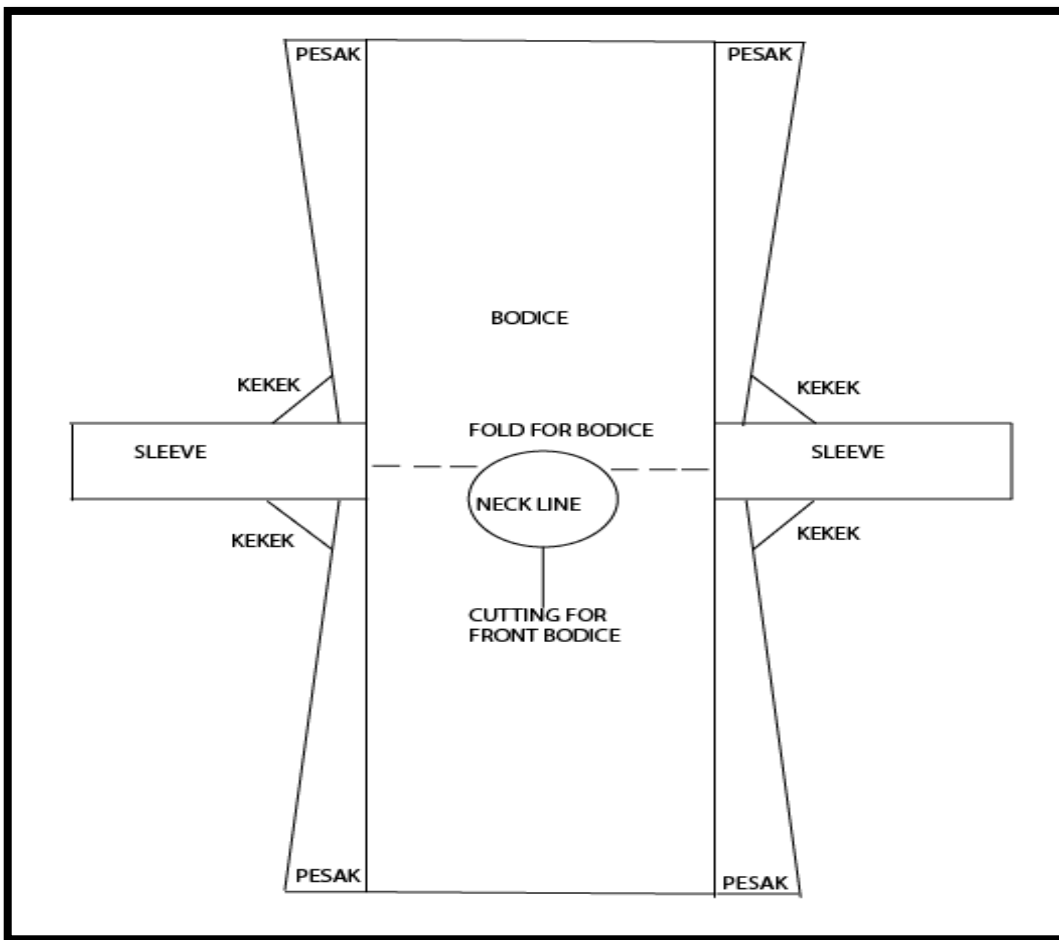 PESAK
PESAK
BODICE
KEKEK
KEKEK
FOLD FOR BODICE
SLEEVE
SLEEVE
NECK LINE
KEKEK
KEKEK
CUTTING FOR
FRONT BODICE
PESAK
PESAK